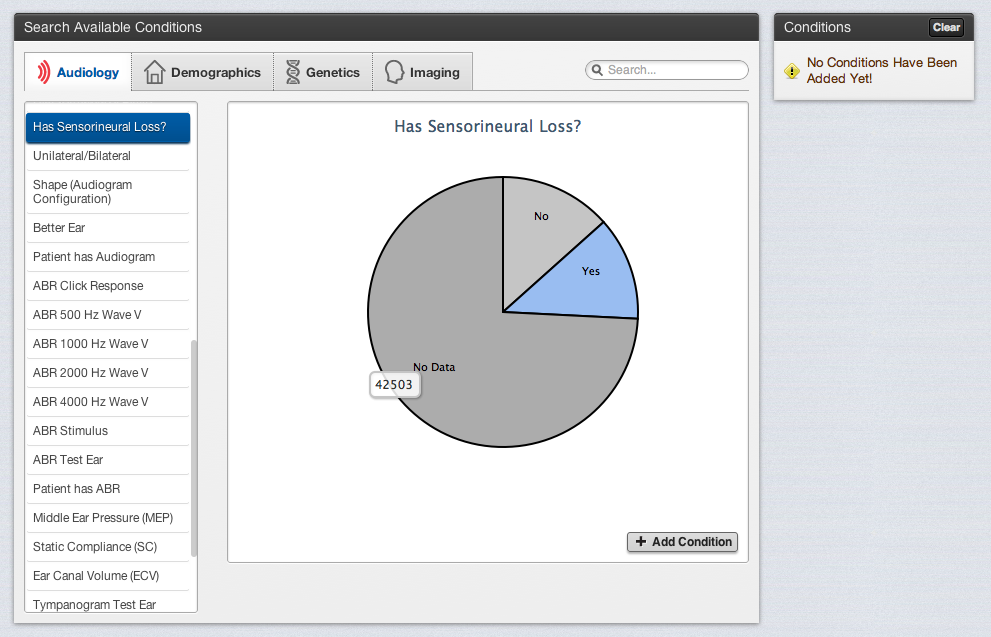 Search Available Conditions
Audiology
Demographics
Genetics
Imaging
Search...
Has Sensorineural Loss?
Unilateral/Bilateral
Shape (Audiogram
Configuration)
Better Ear
Patient has Audiogram
ABR Click Response
ABR 500 Hz Wave V
ABR 1000 Hz Wave V
ABR 2000 Hz Wave V
ABR 4000 Hz Wave V
ABR Stimulus
ABR Test Ear
Patient has ABR
Middle Ear Pressure (MEP)
Static Compliance (SC)
Ear Canal Volume (ECV)
Tympanogram Test Ear
Has Sensorineural Loss?
No
Yes
No Data
42503
Add Condition
Conditions
Clear
No Conditions Have Been
Added Yet!